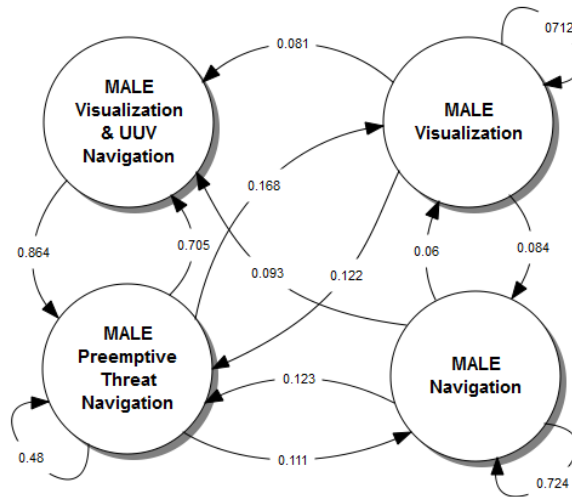 0712
0.081
MALE
Visualization
& UUV
Navigation
MALE
Visualization
0.168
0.864
0.705
0.093
0.122
0.06
0.084
MALE
Preemptive
Threat
Navigation
MALE
Navigation
0.123
0.48
0.111
0.724